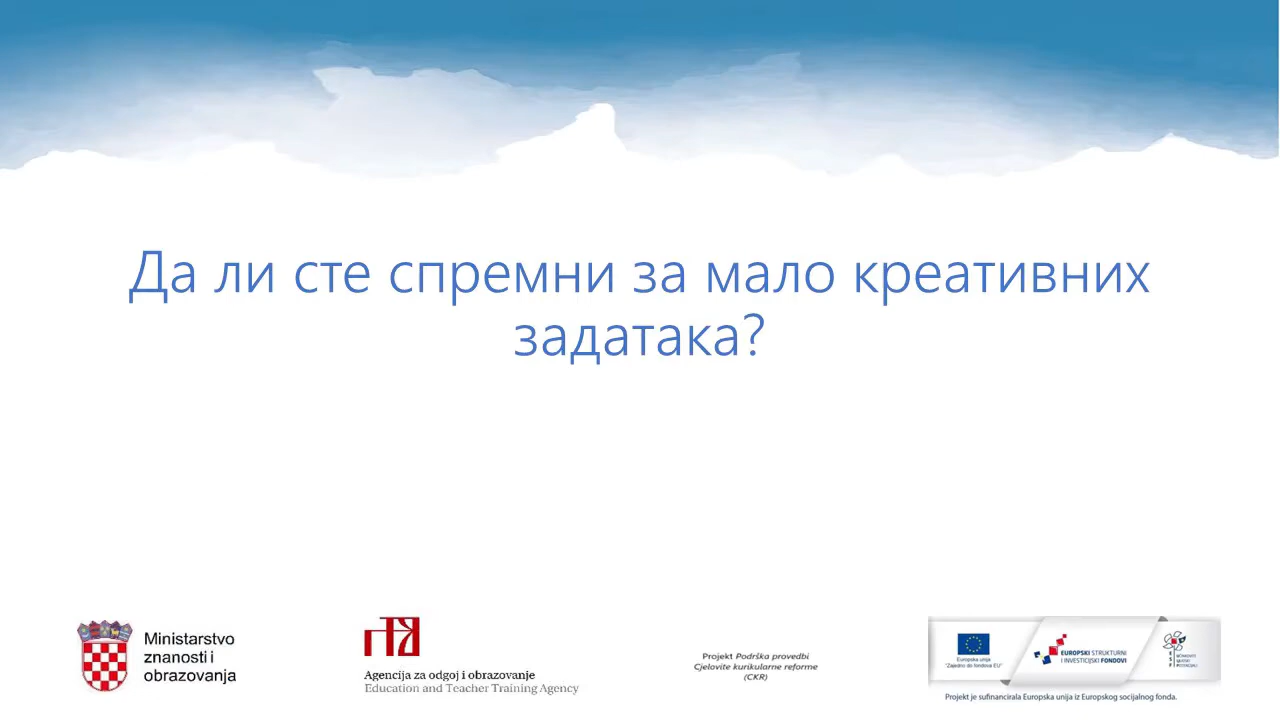 Да ли сте спремни за мало креативних
задатака?
Ministarstvo
znanosti i
obrazovanja
Agencija za odgoj i obrazovanje
Education and Teacher Training Agency
Projekt Podrška provedbi
Cjelovite kurikularne reforme
(CKR)
Europska unija
"Zajedno do fondova EU"
EUROPSKI STRUKTURNI
I INVESTICIJSKI FONDOVI
Projekt je sufinancirala Europska unija iz Europskog socijalnog fonda.